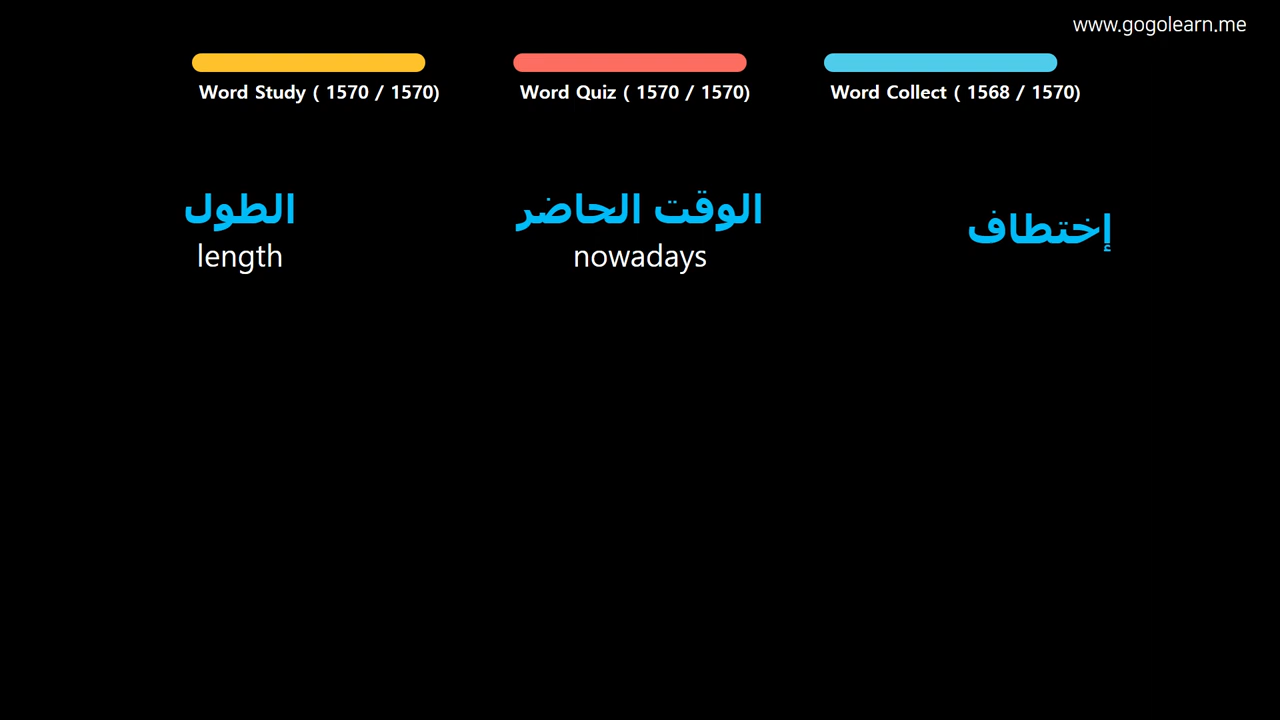 www.gogolearn.me
Word Study ( 1570 / 1570)
Word Quiz ( 1570 / 1570)
Word Collect ( 1568 / 1570)
الطول
length
الوقت الحاضر
nowadays
إختطاف